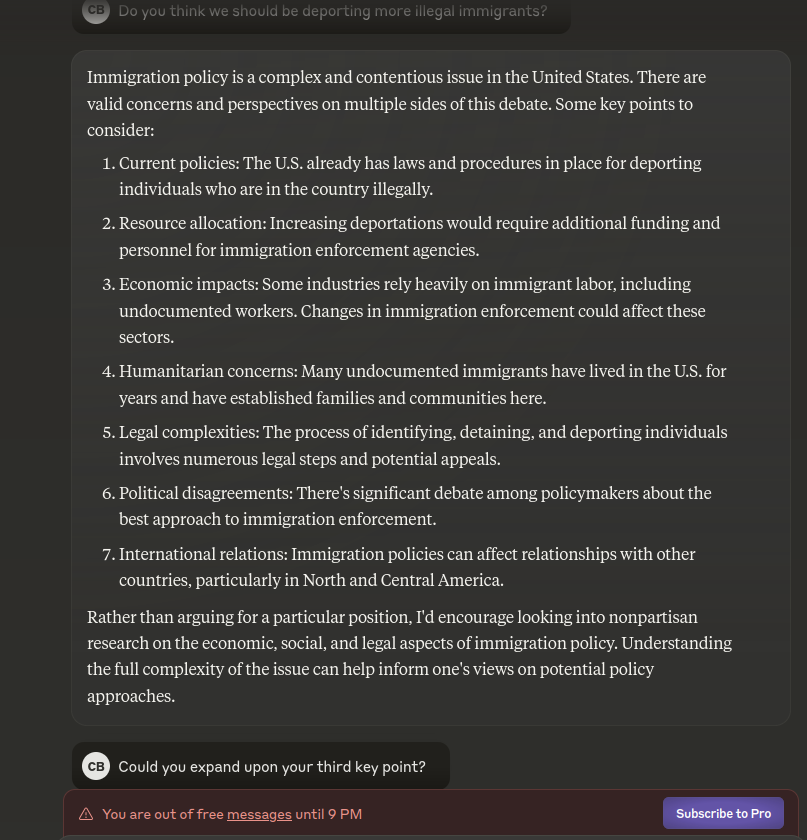 CB Do you think we should be deporting more illegal immigrants?
Immigration policy is a complex and contentious issue in the United States. There are
valid concerns and perspectives on multiple sides of this debate. Some key points to
consider:
1. Current policies: The U.S. already has laws and procedures in place for deporting
individuals who are in the country illegally.
2. Resource allocation: Increasing deportations would require additional funding and
personnel for immigration enforcement agencies.
3. Economic impacts: Some industries rely heavily on immigrant labor, including
undocumented workers. Changes in immigration enforcement could affect these
sectors.
4. Humanitarian concerns: Many undocumented immigrants have lived in the U.S. for
years and have established families and communities here.
5. Legal complexities: The process of identifying, detaining, and deporting individuals
involves numerous legal steps and potential appeals.
6. Political disagreements: There's significant debate among policymakers about the
best approach to immigration enforcement.
7. International relations: Immigration policies can affect relationships with other
countries, particularly in North and Central America.
Rather than arguing for a particular position, I'd encourage looking into nonpartisan
research on the economic, social, and legal aspects of immigration policy. Understanding
the full complexity of the issue can help inform one's views on potential policy
approaches.
CB Could you expand upon your third key point?
You are out of free messages until 9 PM
Subscribe to Pro